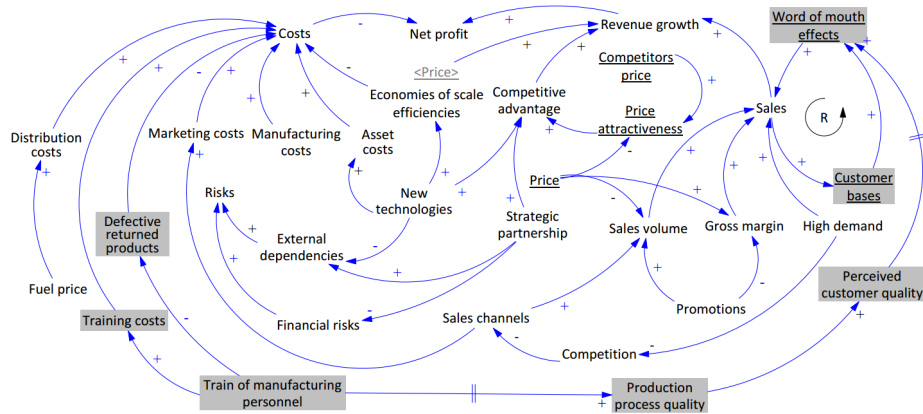 Costs
Net profit
Revenue growth
Word of mouth
effects
<Price>
Competitors
price
Economies of scale
efficiencies
Competitive
advantage
Sales
R
Price
attractiveness
Distribution
costs
Marketing costs
Manufacturing
costs
Asset
costs
Customer
bases
Price
Risks
New
technologies
Defective
returned
products
Strategic
partnership
Sales volume
Gross margin
High demand
External
dependencies
Fuel price
Perceived
customer quality
Promotions
Training costs
Financial risks
Sales channels
Competition
Train of manufacturing
personnel
Production
process quality